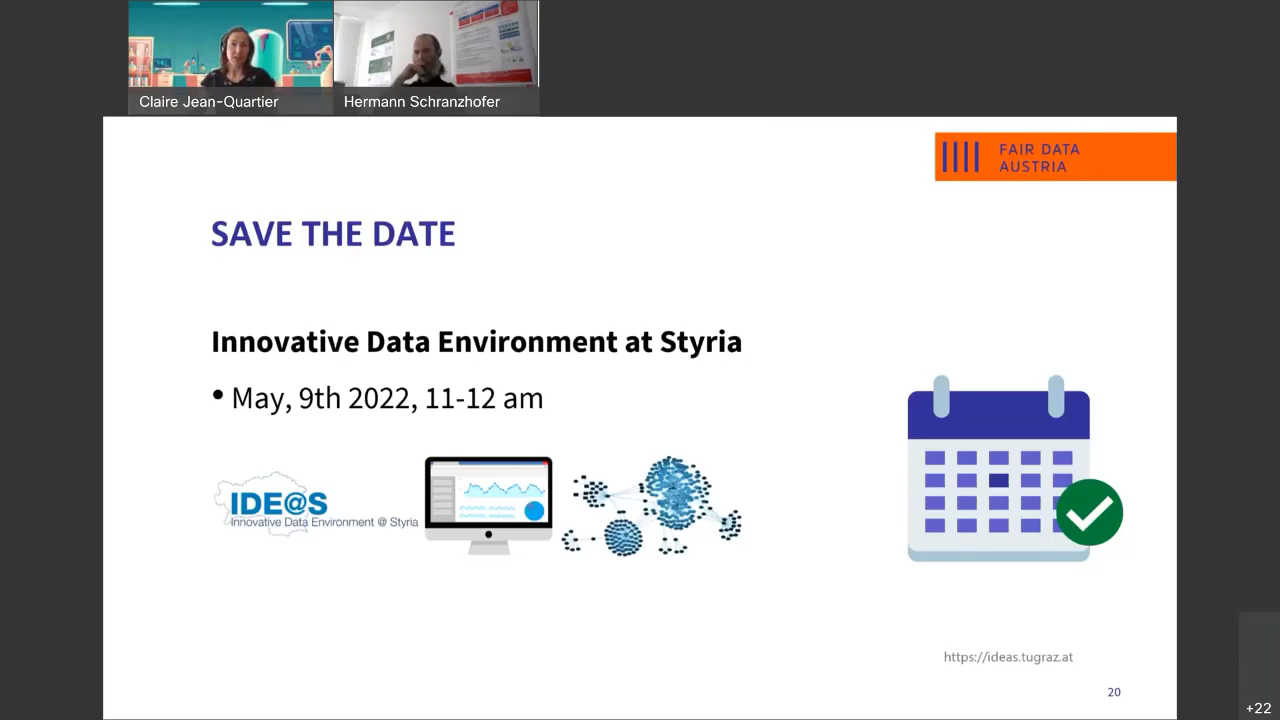 Claire Jean-Quartier
Hermann Schranzhofer
FAIR DATA
AUSTRIA
SAVE THE DATE
Innovative Data Environment at Styria
• May, 9th 2022, 11-12 am
IDE@S
Innovative Data Environment @ Styria
https://ideas.tugraz.at
20
+22